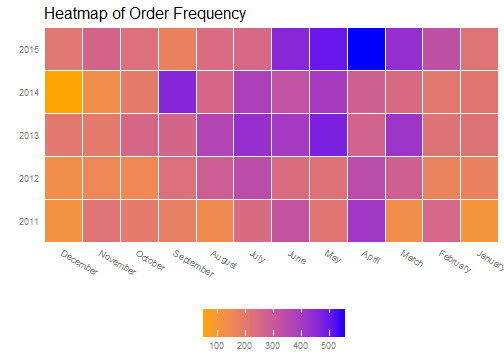 Heatmap of Order Frequency
2015
2014
2013
2012
2011
December November October September August July June May April March February January
100 200 300 400 500